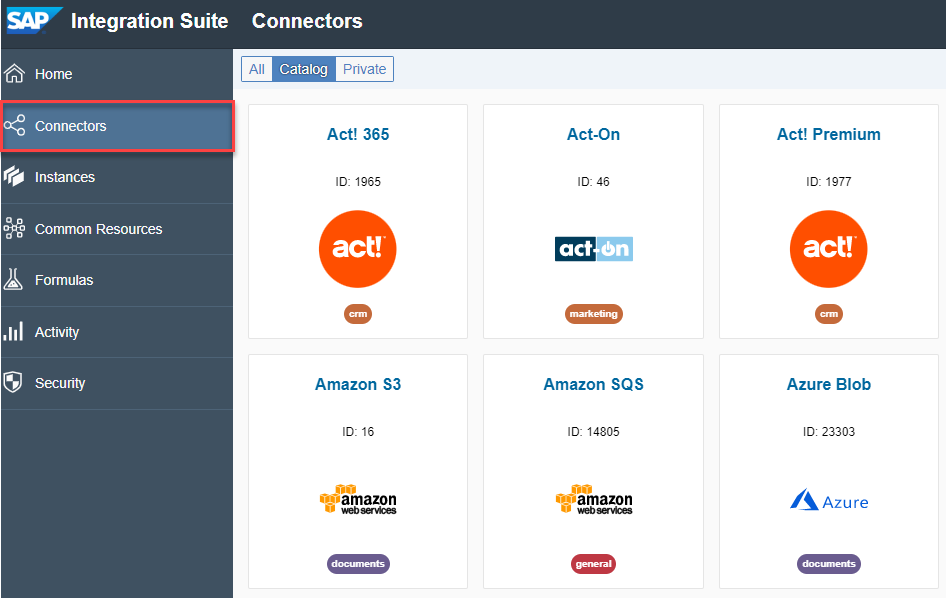 SAP Integration Suite Connectors
Home
Connectors
Instances
Common Resources
Formulas
Activity
Security
All Catalog Private
Act! 365
ID: 1965
act!
crm
Act-On
ID: 46
act-on
marketing
Act! Premium
ID: 1977
act!
crm
Amazon S3
ID: 16
amazon
web services
documents
Amazon SQS
ID: 14805
amazon
web services
general
Azure Blob
ID: 23303
Azure
documents